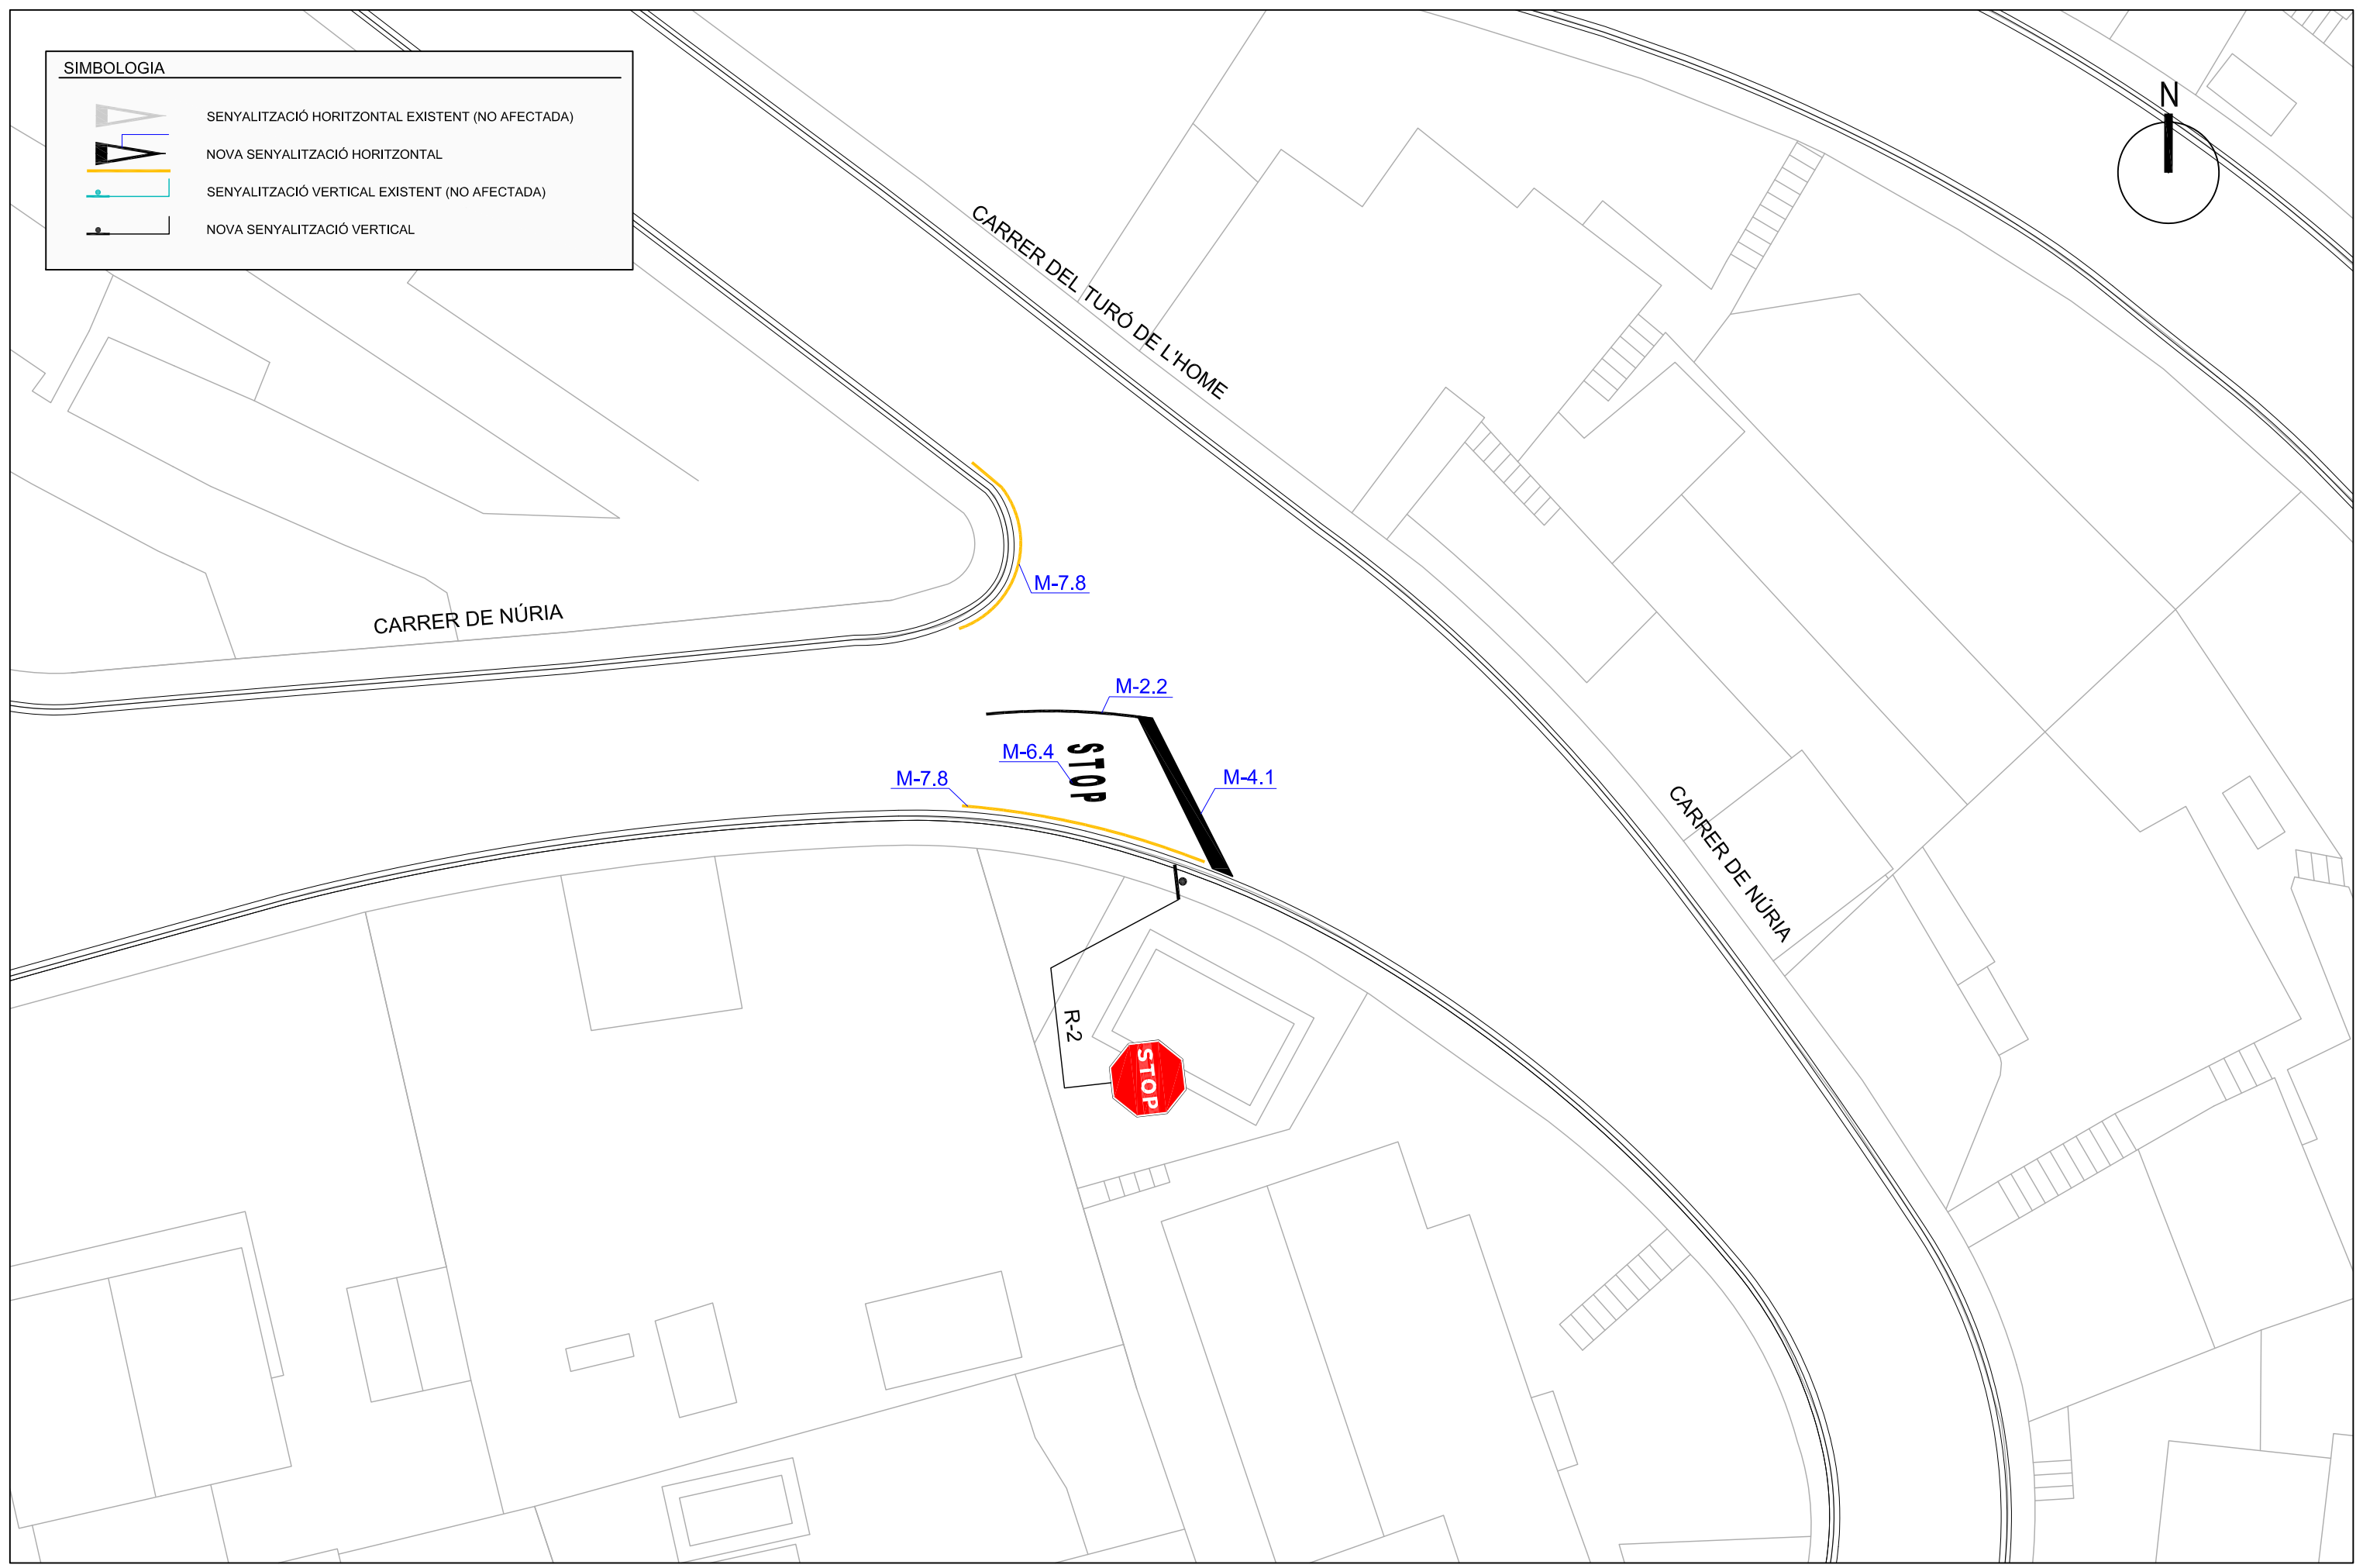 SIMBOLOGIA
SENYALITZACIÓ HORITZONTAL EXISTENT (NO AFECTADA)
NOVA SENYALITZACIÓ HORITZONTAL
SENYALITZACIÓ VERTICAL EXISTENT (NO AFECTADA)
NOVA SENYALITZACIÓ VERTICAL
N
CARRER DEL TURÓ DE L'HOME
M-7.8
CARRER DE NÚRIA
M-2.2
M-6.4
STOP
M-7.8
M-4.1
CARRER DE NÚRIA
R-2
STOP